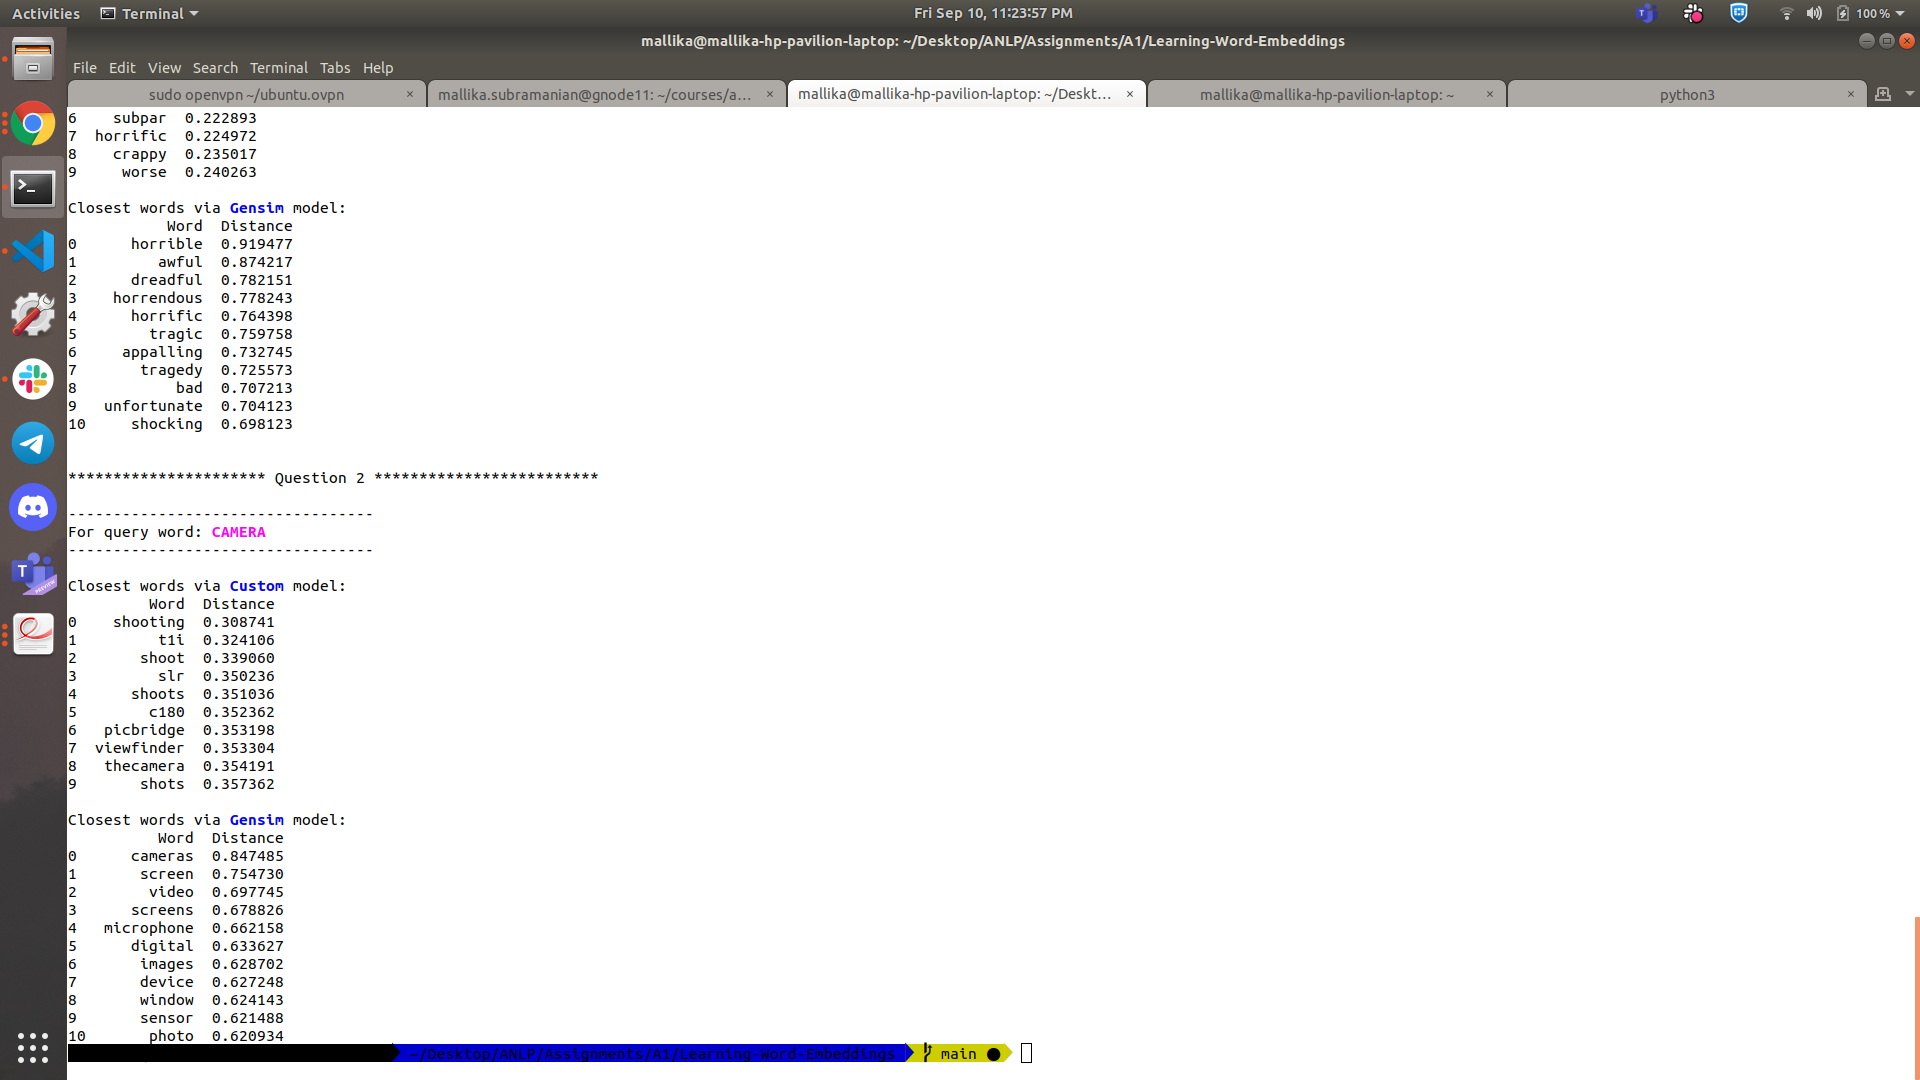 Activities Terminal Fri Sep 10, 11:23:57 PM 100 %
mallika@mallika-hp-pavilion-laptop: ~/Desktop/ANLP/Assignments/A1/Learning-Word-Embeddings
File Edit View Search Terminal Tabs Help
sudo openvpn ~/ubuntu.ovpn × mallika.subramanian@gnode11: ~/courses/a... × mallika@mallika-hp-pavilion-laptop: ~/Deskt... × mallika@mallika-hp-pavilion-laptop: ~ × python3 ×
6 subpar 0.222893
7 horrific 0.224972
8 crappy 0.235017
9 worse 0.240263
Closest words via Gensim model:
Word Distance
0 horrible 0.919477
1 awful 0.874217
2 dreadful 0.782151
3 horrendous 0.778243
4 horrific 0.764398
5 tragic 0.759758
6 appalling 0.732745
7 tragedy 0.725573
8 bad 0.707213
9 unfortunate 0.704123
10 shocking 0.698123
********************** Question 2 *************************
----------------------------------
For query word: CAMERA
----------------------------------
Closest words via Custom model:
Word Distance
0 shooting 0.308741
1 t1i 0.324106
2 shoot 0.339060
3 slr 0.350236
4 shoots 0.351036
5 c180 0.352362
6 picbridge 0.353198
7 viewfinder 0.353304
8 thecamera 0.354191
9 shots 0.357362
Closest words via Gensim model:
Word Distance
0 cameras 0.847485
1 screen 0.754730
2 video 0.697745
3 screens 0.678826
4 microphone 0.662158
5 digital 0.633627
6 images 0.628702
7 device 0.627248
8 window 0.624143
9 sensor 0.621488
10 photo 0.620934
~/Desktop/ANLP/Assignments/A1/Learning-Word-Embeddings main ●